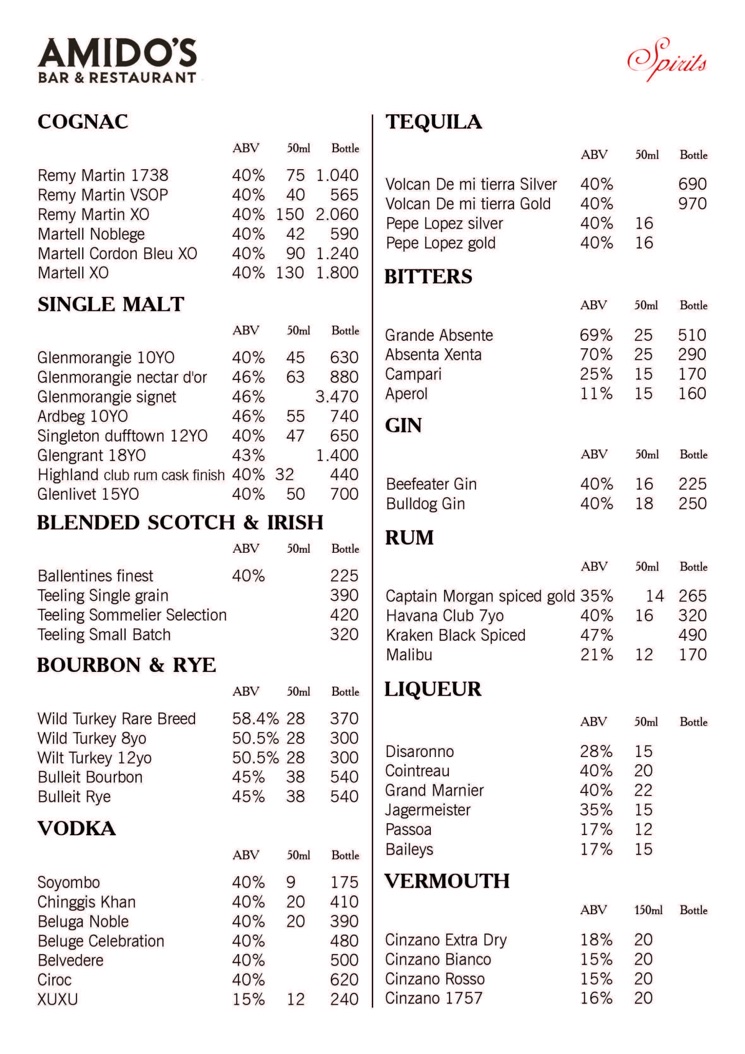 AMIDO'S
BAR & RESTAURANT
Spirits
COGNAC
ABV 50ml Bottle
Remy Martin 1738 40% 75 1.040
Remy Martin VSOP 40% 40 565
Remy Martin XO 40% 150 2.060
Martell Noblege 40% 42 590
Martell Cordon Bleu XO 40% 90 1.240
Martell XO 40% 130 1.800
SINGLE MALT
ABV 50ml Bottle
Glenmorangie 10YO 40% 45 630
Glenmorangie nectar d'or 46% 63 880
Glenmorangie signet 46% 3.470
Ardbeg 10YO 46% 55 740
Singleton dufftown 12YO 40% 47 650
Glengrant 18YO 43% 1.400
Highland club rum cask finish 40% 32 440
Glenlivet 15YO 40% 50 700
BLENDED SCOTCH & IRISH
ABV 50ml Bottle
Ballentines finest 40% 225
Teeling Single grain 390
Teeling Sommelier Selection 420
Teeling Small Batch 320
BOURBON & RYE
ABV 50ml Bottle
Wild Turkey Rare Breed 58.4% 28 370
Wild Turkey 8yo 50.5% 28 300
Wilt Turkey 12yo 50.5% 28 300
Bulleit Bourbon 45% 38 540
Bulleit Rye 45% 38 540
VODKA
ABV 50ml Bottle
Soyombo 40% 9 175
Chinggis Khan 40% 20 410
Beluga Noble 40% 20 390
Beluge Celebration 40% 480
Belvedere 40% 500
Ciroc 40% 620
XUXU 15% 12 240
TEQUILA
ABV 50ml Bottle
Volcan De mi tierra Silver 40% 690
Volcan De mi tierra Gold 40% 970
Pepe Lopez silver 40% 16
Pepe Lopez gold 40% 16
BITTERS
ABV 50ml Bottle
Grande Absente 69% 25 510
Absenta Xenta 70% 25 290
Campari 25% 15 170
Aperol 11% 15 160
GIN
ABV 50ml Bottle
Beefeater Gin 40% 16 225
Bulldog Gin 40% 18 250
RUM
ABV 50ml Bottle
Captain Morgan spiced gold 35% 14 265
Havana Club 7yo 40% 16 320
Kraken Black Spiced 47% 490
Malibu 21% 12 170
LIQUEUR
ABV 50ml Bottle
Disaronno 28% 15
Cointreau 40% 20
Grand Marnier 40% 22
Jagermeister 35% 15
Passoa 17% 12
Baileys 17% 15
VERMOUTH
ABV 150ml Bottle
Cinzano Extra Dry 18% 20
Cinzano Bianco 15% 20
Cinzano Rosso 15% 20
Cinzano 1757 16% 20